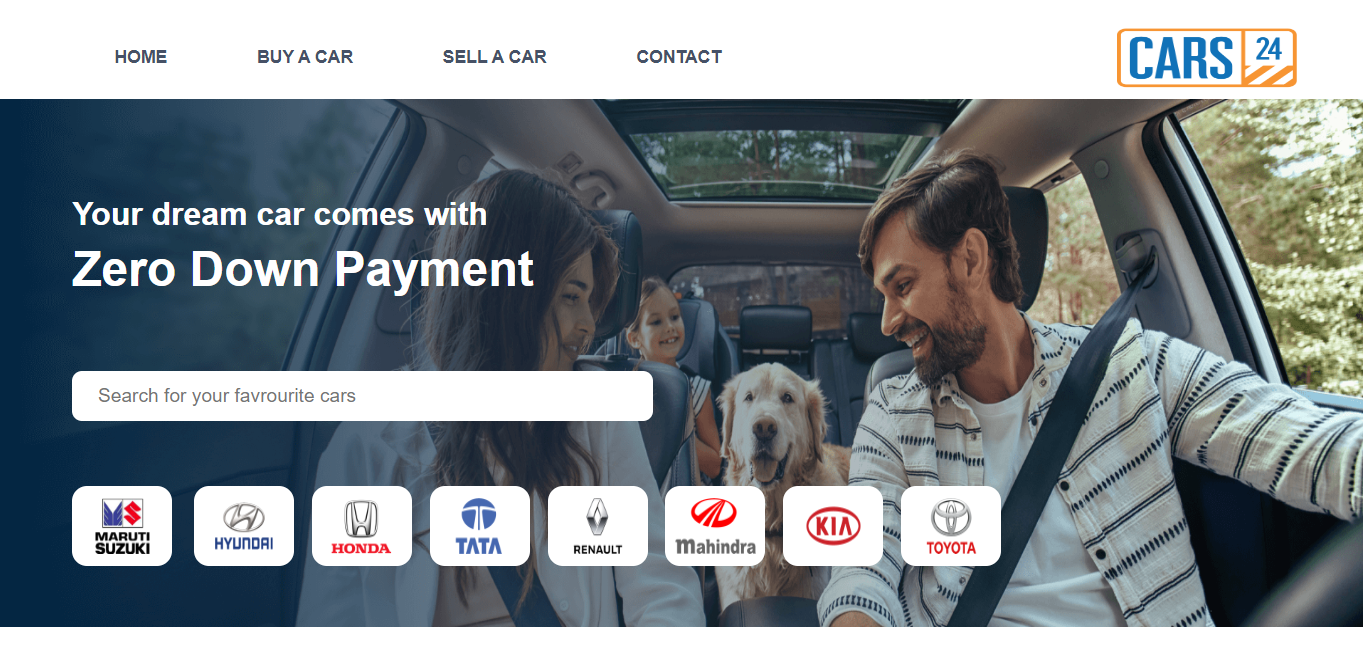 HOME BUY A CAR SELL A CAR CONTACT
CARS 24
Your dream car comes with
Zero Down Payment
Search for your favrourite cars
MARUTI
SUZUKI
HYUNDAI
HONDA
TATA
RENAULT
mahindra
KIA
TOYOTA